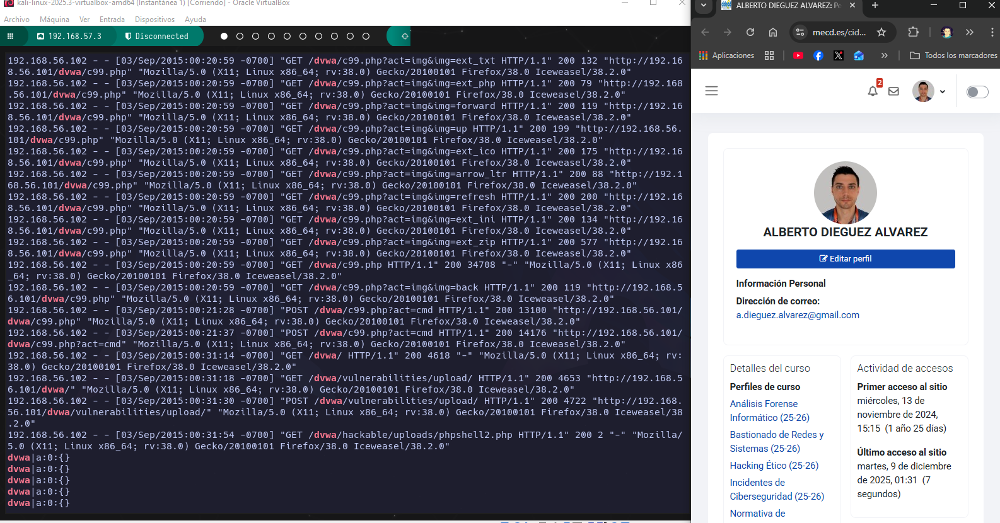 kali-linux-2025.3-virtualbox-amd64 (Instantánea 1) [Corriendo] - Oracle VirtualBox
Archivo Máquina Ver Entrada Dispositivos Ayuda
192.168.57.3 Disconnected
192.168.56.102 - - [03/Sep/2015:00:20:59 -0700] "GET /dvwa/c99.php?act=img&img=ext_txt HTTP/1.1" 200 132 "http://192.16
8.56.101/dvwa/c99.php" "Mozilla/5.0 (X11; Linux x86_64; rv:38.0) Gecko/20100101 Firefox/38.0 Iceweasel/38.2.0"
192.168.56.102 - - [03/Sep/2015:00:20:59 -0700] "GET /dvwa/c99.php?act=img&img=ext_php HTTP/1.1" 200 79 "http://192.168
.56.101/dvwa/c99.php" "Mozilla/5.0 (X11; Linux x86_64; rv:38.0) Gecko/20100101 Firefox/38.0 Iceweasel/38.2.0"
192.168.56.102 - - [03/Sep/2015:00:20:59 -0700] "GET /dvwa/c99.php?act=img&img=forward HTTP/1.1" 200 119 "http://192.16
8.56.101/dvwa/c99.php" "Mozilla/5.0 (X11; Linux x86_64; rv:38.0) Gecko/20100101 Firefox/38.0 Iceweasel/38.2.0"
192.168.56.102 - - [03/Sep/2015:00:20:59 -0700] "GET /dvwa/c99.php?act=img&img=up HTTP/1.1" 200 199 "http://192.168.56.
101/dvwa/c99.php" "Mozilla/5.0 (X11; Linux x86_64; rv:38.0) Gecko/20100101 Firefox/38.0 Iceweasel/38.2.0"
192.168.56.102 - - [03/Sep/2015:00:20:59 -0700] "GET /dvwa/c99.php?act=img&img=ext_ico HTTP/1.1" 200 175 "http://192.16
8.56.101/dvwa/c99.php" "Mozilla/5.0 (X11; Linux x86_64; rv:38.0) Gecko/20100101 Firefox/38.0 Iceweasel/38.2.0"
192.168.56.102 - - [03/Sep/2015:00:20:59 -0700] "GET /dvwa/c99.php?act=img&img=arrow_ltr HTTP/1.1" 200 88 "http://192.1
68.56.101/dvwa/c99.php" "Mozilla/5.0 (X11; Linux x86_64; rv:38.0) Gecko/20100101 Firefox/38.0 Iceweasel/38.2.0"
192.168.56.102 - - [03/Sep/2015:00:20:59 -0700] "GET /dvwa/c99.php?act=img&img=refresh HTTP/1.1" 200 200 "http://192.16
8.56.101/dvwa/c99.php" "Mozilla/5.0 (X11; Linux x86_64; rv:38.0) Gecko/20100101 Firefox/38.0 Iceweasel/38.2.0"
192.168.56.102 - - [03/Sep/2015:00:20:59 -0700] "GET /dvwa/c99.php?act=img&img=ext_ini HTTP/1.1" 200 134 "http://192.16
8.56.101/dvwa/c99.php" "Mozilla/5.0 (X11; Linux x86_64; rv:38.0) Gecko/20100101 Firefox/38.0 Iceweasel/38.2.0"
192.168.56.102 - - [03/Sep/2015:00:20:59 -0700] "GET /dvwa/c99.php?act=img&img=ext_zip HTTP/1.1" 200 577 "http://192.16
8.56.101/dvwa/c99.php" "Mozilla/5.0 (X11; Linux x86_64; rv:38.0) Gecko/20100101 Firefox/38.0 Iceweasel/38.2.0"
192.168.56.102 - - [03/Sep/2015:00:20:59 -0700] "GET /dvwa/c99.php HTTP/1.1" 200 34708 "-" "Mozilla/5.0 (X11; Linux x86
_64; rv:38.0) Gecko/20100101 Firefox/38.0 Iceweasel/38.2.0"
192.168.56.102 - - [03/Sep/2015:00:20:59 -0700] "GET /dvwa/c99.php?act=img&img=back HTTP/1.1" 200 119 "http://192.168.5
6.101/dvwa/c99.php" "Mozilla/5.0 (X11; Linux x86_64; rv:38.0) Gecko/20100101 Firefox/38.0 Iceweasel/38.2.0"
192.168.56.102 - - [03/Sep/2015:00:21:28 -0700] "POST /dvwa/c99.php?act=cmd HTTP/1.1" 200 13100 "http://192.168.56.101/
dvwa/c99.php" "Mozilla/5.0 (X11; Linux x86_64; rv:38.0) Gecko/20100101 Firefox/38.0 Iceweasel/38.2.0"
192.168.56.102 - - [03/Sep/2015:00:21:37 -0700] "POST /dvwa/c99.php?act=cmd HTTP/1.1" 200 14176 "http://192.168.56.101/
dvwa/c99.php?act=cmd" "Mozilla/5.0 (X11; Linux x86_64; rv:38.0) Gecko/20100101 Firefox/38.0 Iceweasel/38.2.0"
192.168.56.102 - - [03/Sep/2015:00:31:14 -0700] "GET /dvwa/ HTTP/1.1" 200 4618 "-" "Mozilla/5.0 (X11; Linux x86_64; rv:
38.0) Gecko/20100101 Firefox/38.0 Iceweasel/38.2.0"
192.168.56.102 - - [03/Sep/2015:00:31:18 -0700] "GET /dvwa/vulnerabilities/upload/ HTTP/1.1" 200 4653 "http://192.168.5
6.101/dvwa/" "Mozilla/5.0 (X11; Linux x86_64; rv:38.0) Gecko/20100101 Firefox/38.0 Iceweasel/38.2.0"
192.168.56.102 - - [03/Sep/2015:00:31:30 -0700] "POST /dvwa/vulnerabilities/upload/ HTTP/1.1" 200 4722 "http://192.168.
56.101/dvwa/vulnerabilities/upload/" "Mozilla/5.0 (X11; Linux x86_64; rv:38.0) Gecko/20100101 Firefox/38.0 Iceweasel/38
.2.0"
192.168.56.102 - - [03/Sep/2015:00:31:54 -0700] "GET /dvwa/hackable/uploads/phpshell2.php HTTP/1.1" 200 2 "-" "Mozilla/
5.0 (X11; Linux x86_64; rv:38.0) Gecko/20100101 Firefox/38.0 Iceweasel/38.2.0"
dvwa|a:0:{}
dvwa|a:0:{}
dvwa|a:0:{}
dvwa|a:0:{}
dvwa|a:0:{}
ALBERTO DIEGUEZ ALVAREZ: Pe
mecd.es/cid...
Aplicaciones
Todos los marcadores
2
ALBERTO DIEGUEZ ALVAREZ
Editar perfil
Información Personal
Dirección de correo:
a.dieguez.alvarez@gmail.com
Detalles del curso
Perfiles de curso
Análisis Forense
Informático (25-26)
Bastionado de Redes y
Sistemas (25-26)
Hacking Ético (25-26)
Incidentes de
Ciberseguridad (25-26)
Normativa de
Actividad de accesos
Primer acceso al sitio
miércoles, 13 de
noviembre de 2024,
15:15 (1 año 25 días)
Último acceso al sitio
martes, 9 de diciembre
de 2025, 01:31 (7
segundos)